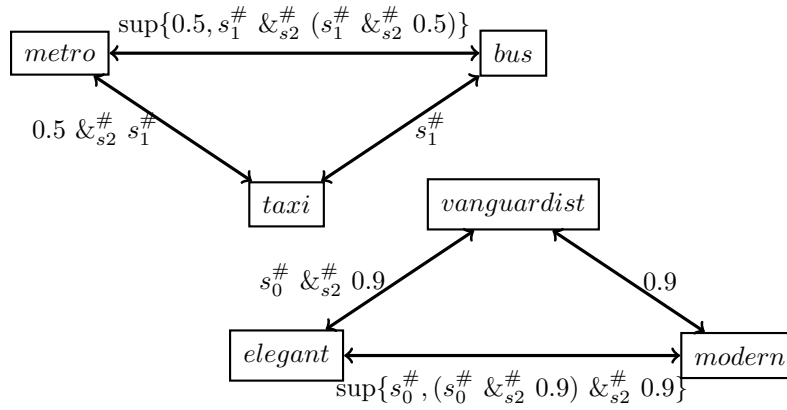 sup{0.5, s₁^# &_{s2}^# (s₁^# &_{s2}^# 0.5)}
metro
bus
0.5 &_{s2}^# s₁^#
s₁^#
taxi
vanguardist
s₀^# &_{s2}^# 0.9
0.9
elegant
modern
sup{s₀^#, (s₀^# &_{s2}^# 0.9) &_{s2}^# 0.9}